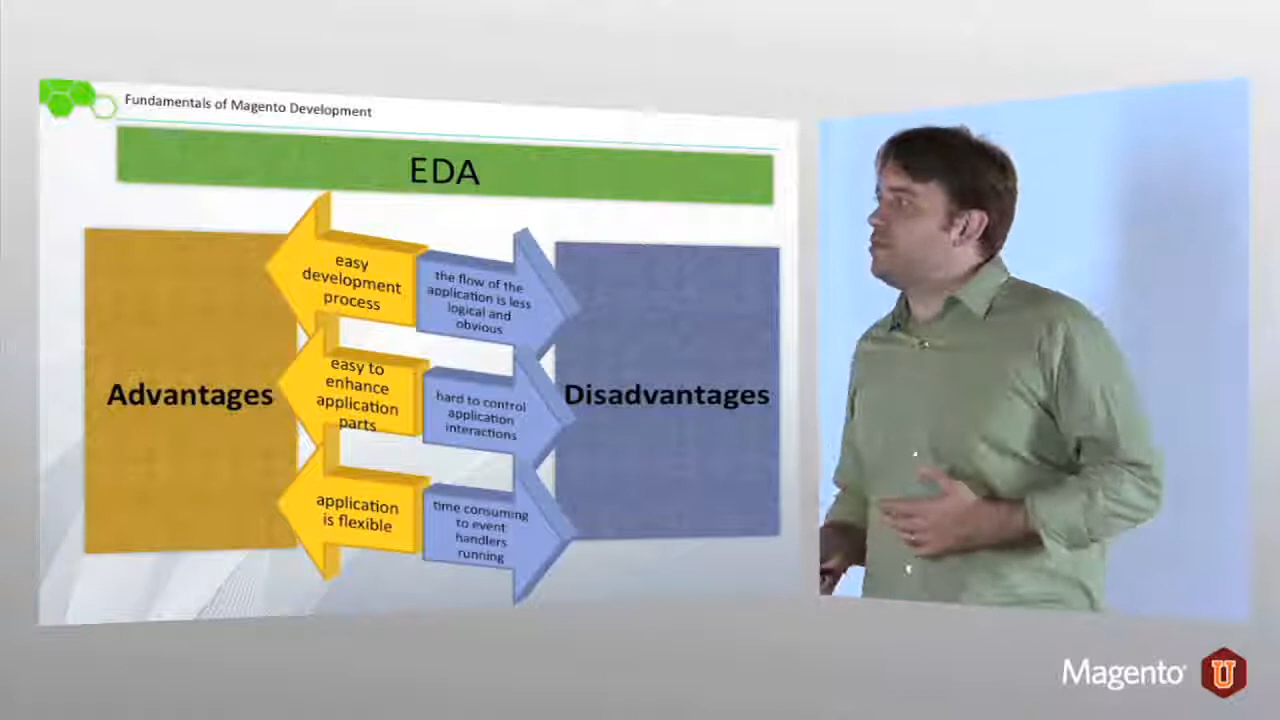 Fundamentals of Magento Development
EDA
Advantages
easy
development
process
easy to
enhance
application
parts
application
is flexible
the flow of the
application is less
logical and
obvious
hard to control
application
interactions
time consuming
to event
handlers
running
Disadvantages
Magento
U